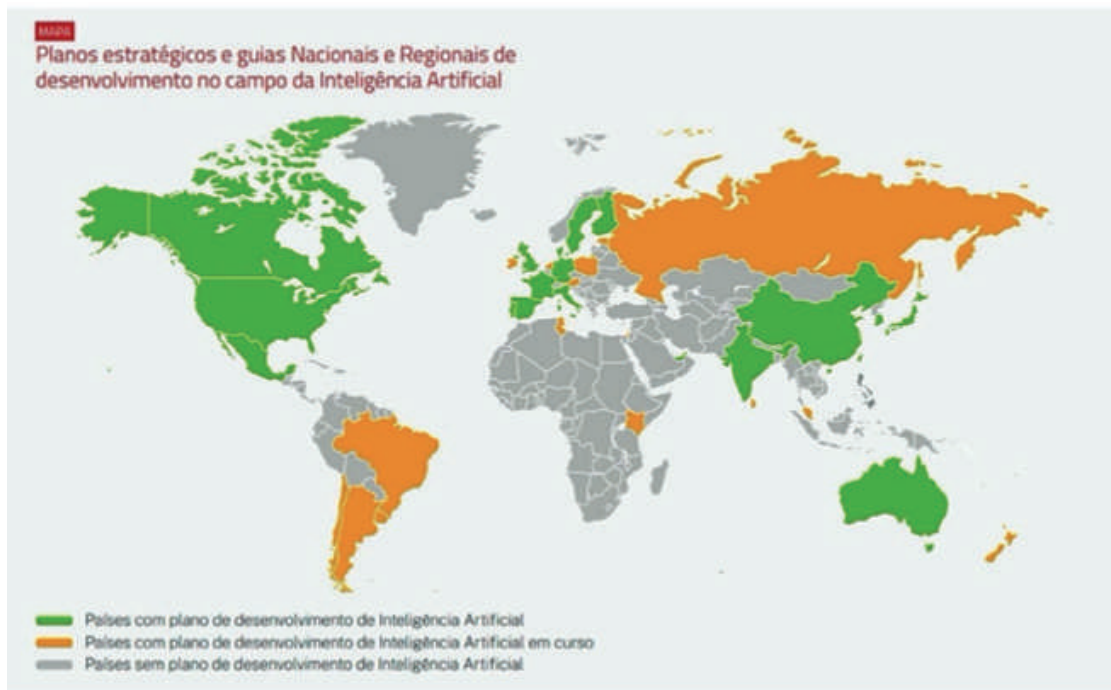 MAPA
Planos estratégicos e guias Nacionais e Regionais de
desenvolvimento no campo da Inteligência Artificial
Países com plano de desenvolvimento de Inteligência Artificial
Países com plano de desenvolvimento de Inteligência Artificial em curso
Países sem plano de desenvolvimento de Inteligência Artificial